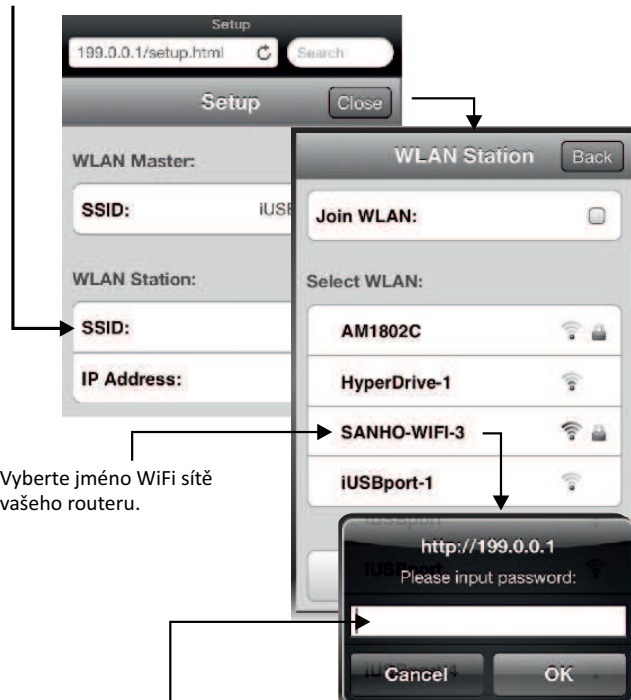 Setup
199.0.0.1/setup.html
Search
Setup
Close
WLAN Master:
SSID:
WLAN Station:
SSID:
IP Address:
WLAN Station
Back
Join WLAN:
Select WLAN:
AM1802C
HyperDrive-1
SANHO-WIFI-3
iUSBport-1
Vyberte jméno WiFi sítě
vašeho routeru.
http://199.0.0.1
Please input password:
Cancel
OK